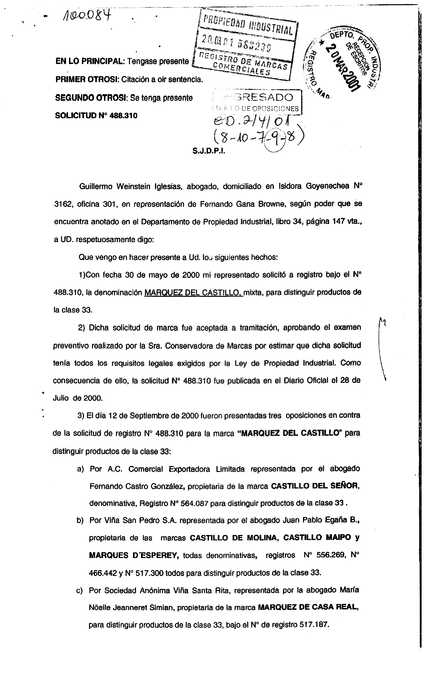 100.084
PROPIEDAD INDUSTRIAL
REGISTRO DE MARCAS
COMERCIALES
DEPTO. PROP. INDUSTRIAL
20 MAR 2001
EN LO PRINCIPAL: Tengase presente
PRIMER OTROSI: Citación a oir sentencia.
SEGUNDO OTROSI: Se tenga presente
SOLICITUD Nº 488.310
GRESADO
DE OPOSICIONES
ED. 214/01
(8-10-7-9-8)
S.J.D.P.I.
Guillermo Weinstein Iglesias, abogado, domiciliado en Isidora Goyenechea Nº
3162, oficina 301, en representación de Fernando Gana Browne, según poder que se
encuentra anotado en el Departamento de Propiedad Industrial, libro 34, página 147 vta.,
a UD. respetuosamente digo:
Que vengo en hacer presente a Ud. los siguientes hechos:
1)Con fecha 30 de mayo de 2000 mi representado solicitó a registro bajo el Nº
488.310, la denominación MARQUEZ DEL CASTILLO, mixta, para distinguir productos de
la clase 33.
2) Dicha solicitud de marca fue aceptada a tramitación, aprobando el examen
preventivo realizado por la Sra. Conservadora de Marcas por estimar que dicha solicitud
tenía todos los requisitos legales exigidos por la Ley de Propiedad Industrial. Como
consecuencia de ello, la solicitud Nº 488.310 fue publicada en el Diario Oficial el 28 de
Julio de 2000.
3) El día 12 de Septiembre de 2000 fueron presentadas tres oposiciones en contra
de la solicitud de registro Nº 488.310 para la marca "MARQUEZ DEL CASTILLO" para
distinguir productos de la clase 33:
a) Por A.C. Comercial Exportadora Limitada representada por el abogado
Fernando Castro González, propietaria de la marca CASTILLO DEL SEÑOR,
denominativa, Registro Nº 564.087 para distinguir productos de la clase 33 .
b) Por Viña San Pedro S.A. representada por el abogado Juan Pablo Egaña B.,
propietaria de las marcas CASTILLO DE MOLINA, CASTILLO MAIPO y
MARQUES D´ESPEREY, todas denominativas, registros Nº 556.269, Nº
466.442 y Nº 517.300 todos para distinguir productos de la clase 33.
c) Por Sociedad Anónima Viña Santa Rita, representada por la abogado María
Nöelle Jeanneret Simian, propietaria de la marca MARQUEZ DE CASA REAL,
para distinguir productos de la clase 33, bajo el Nº de registro 517.187.